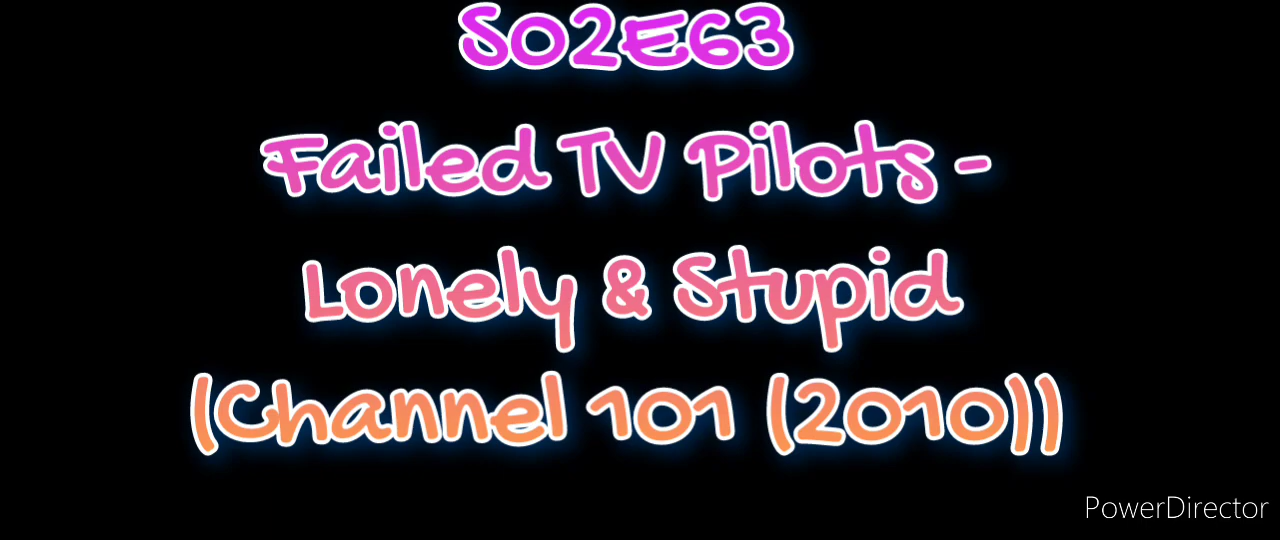 S02E63
Failed TV Pilots -
Lonely & Stupid
(Channel 101 (2010))
PowerDirector